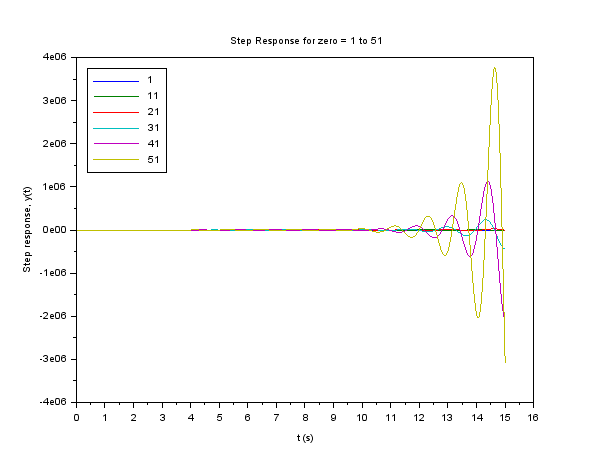 Step Response for zero = 1 to 51
4e06
3e06
2e06
1e06
0e00
-1e06
-2e06
-3e06
-4e06
Step response, y(t)
1
11
21
31
41
51
0 1 2 3 4 5 6 7 8 9 10 11 12 13 14 15 16
t (s)